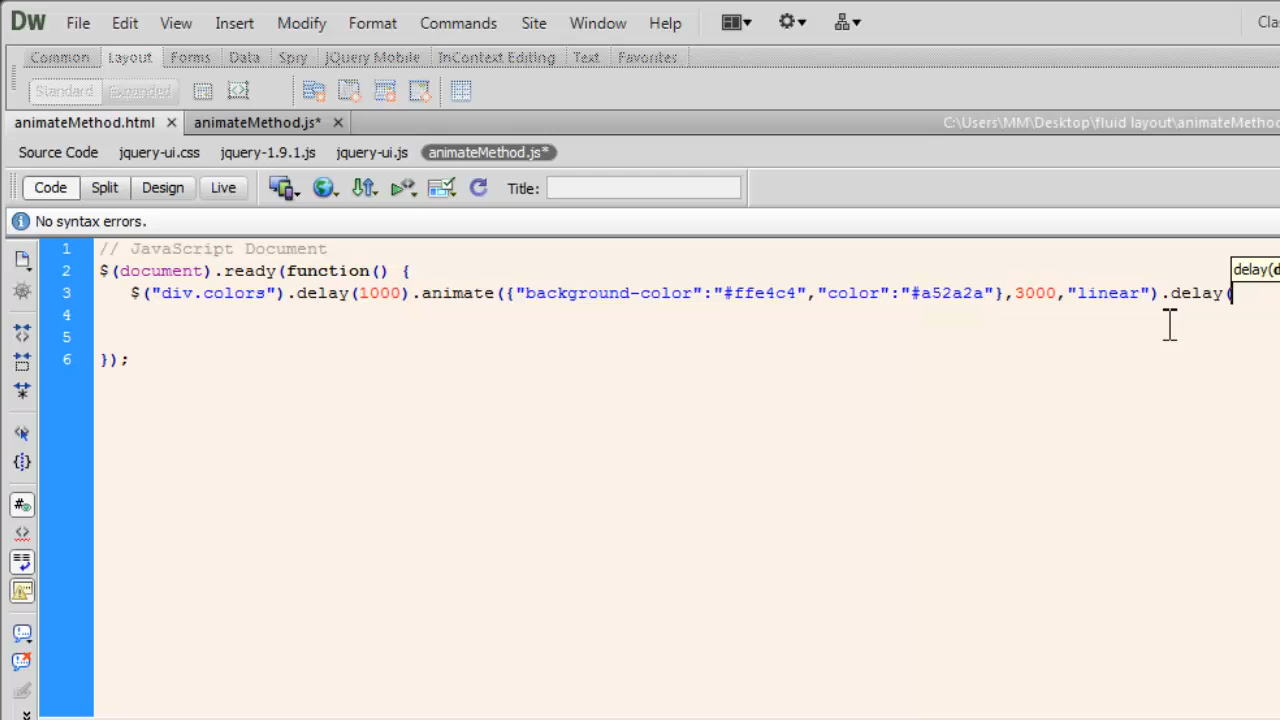 Dw File Edit View Insert Modify Format Commands Site Window Help
Common Layout Forms Data Spry jQuery Mobile InContext Editing Text Favorites
Standard Expanded
animateMethod.html animateMethod.js* C:\Users\MM\Desktop\fluid layout\animateMethod
Source Code jquery-ui.css jquery-1.9.1.js jquery-ui.js animateMethod.js*
Code Split Design Live Title:
No syntax errors.
1 // JavaScript Document
2 $(document).ready(function() {
delay(d
3 $("div.colors").delay(1000).animate({"background-color":"#ffe4c4","color":"#a52a2a"},3000,"linear").delay(
4
5
6 });